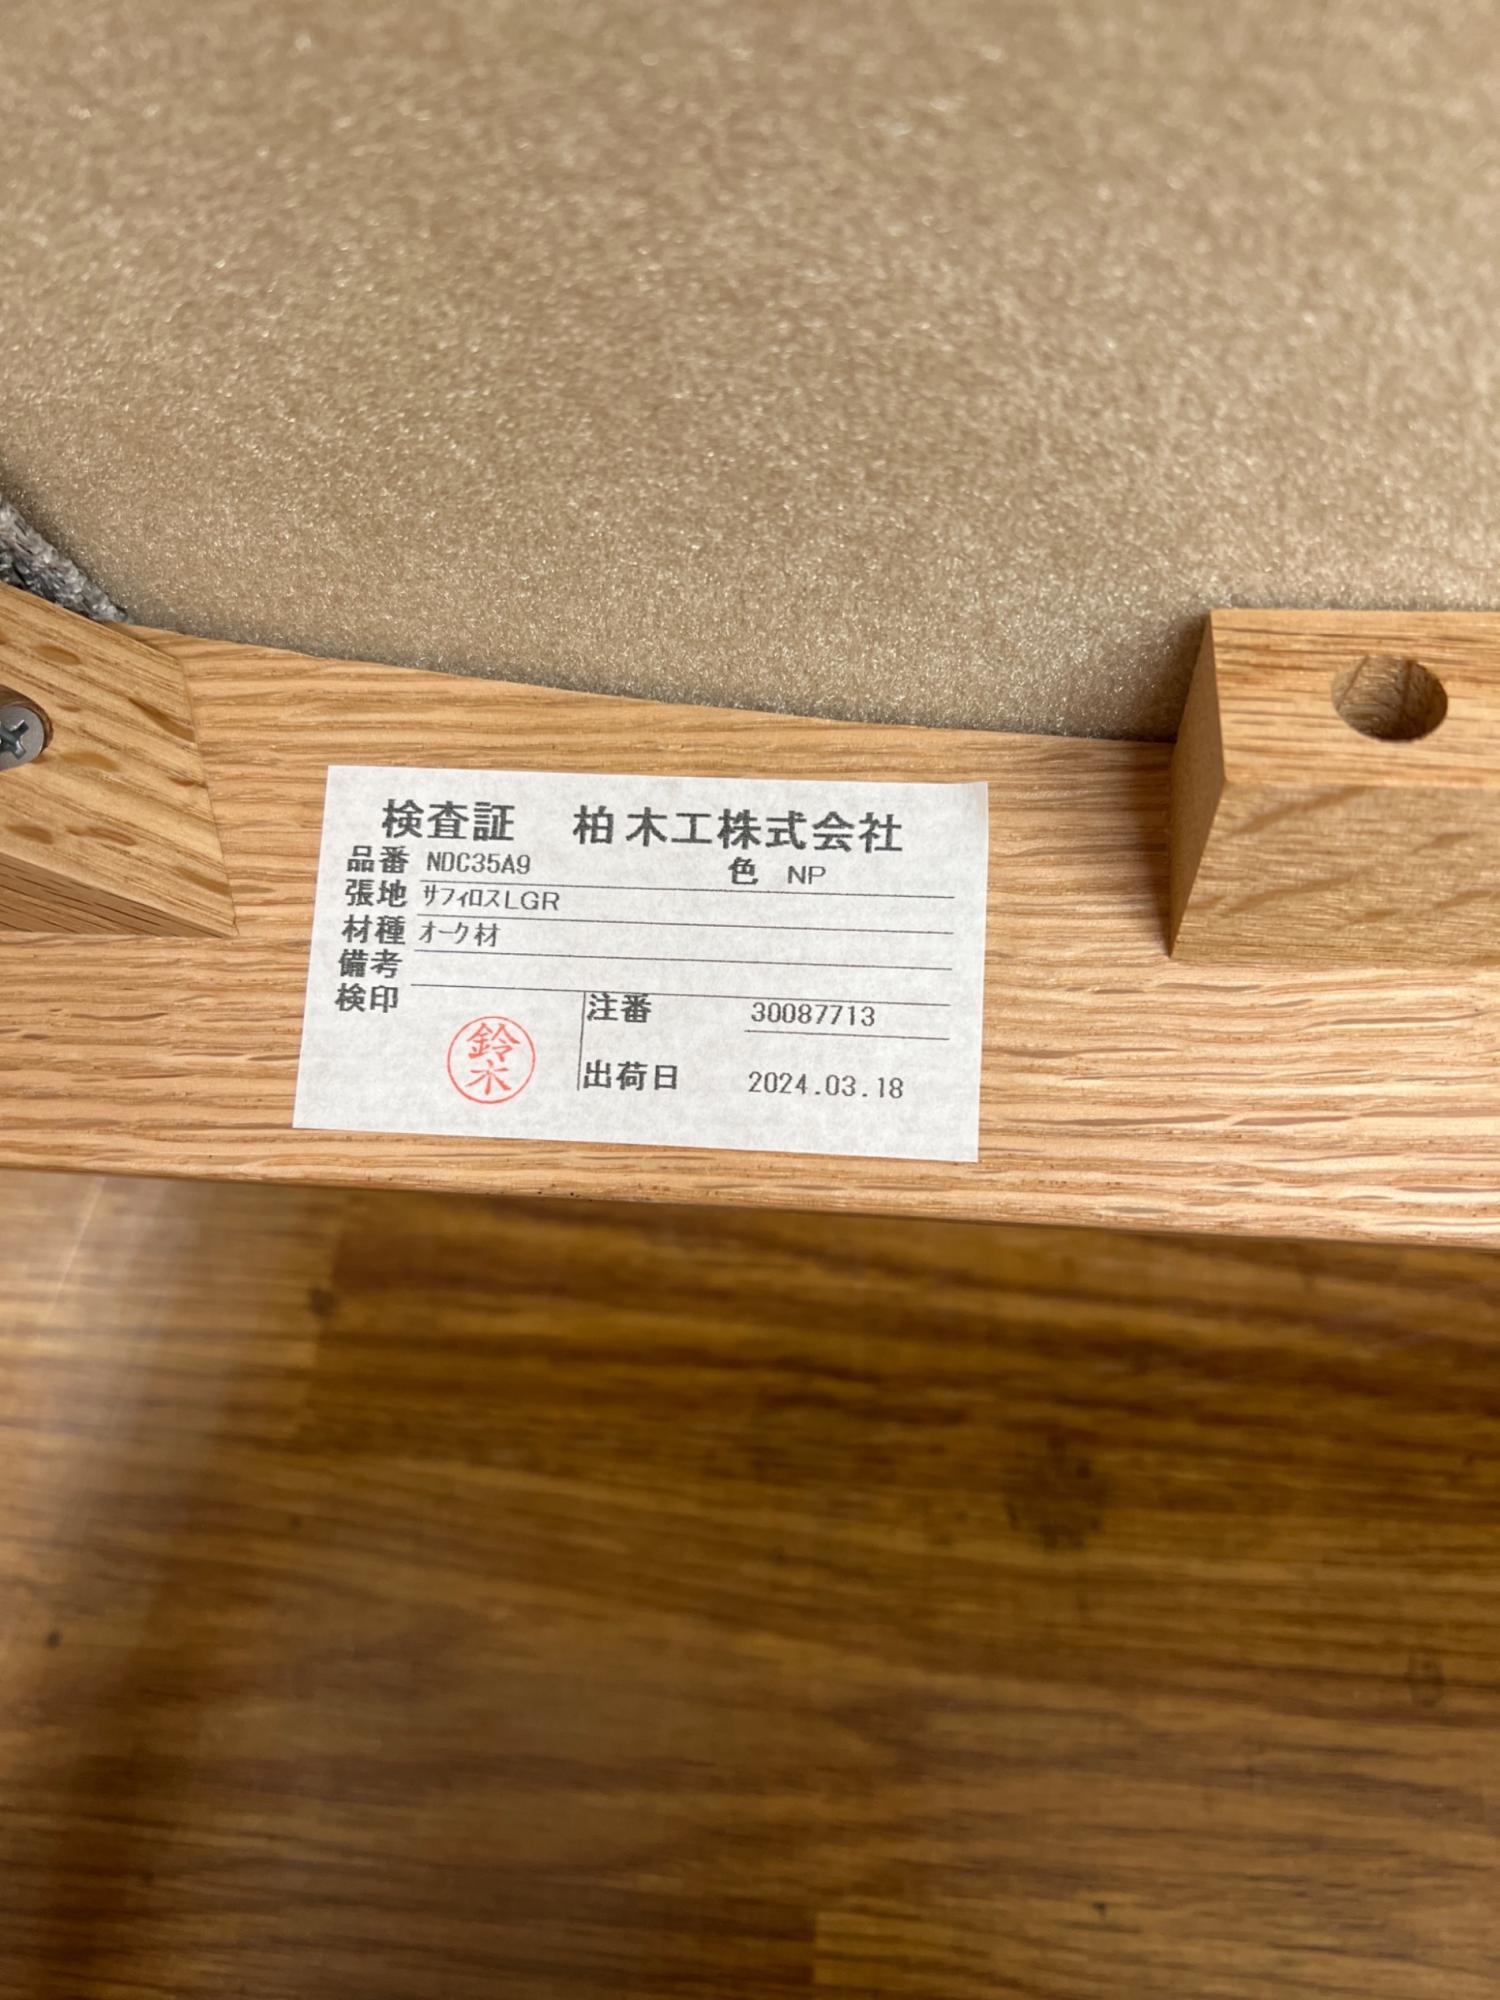 検査証 柏木工株式会社
品番 NDC35A9 色 NP
張地 ｻﾌｨﾛｽLGR
材種 ｵｰｸ材
備考
検印
鈴木
注番 30087713
出荷日 2024.03.18